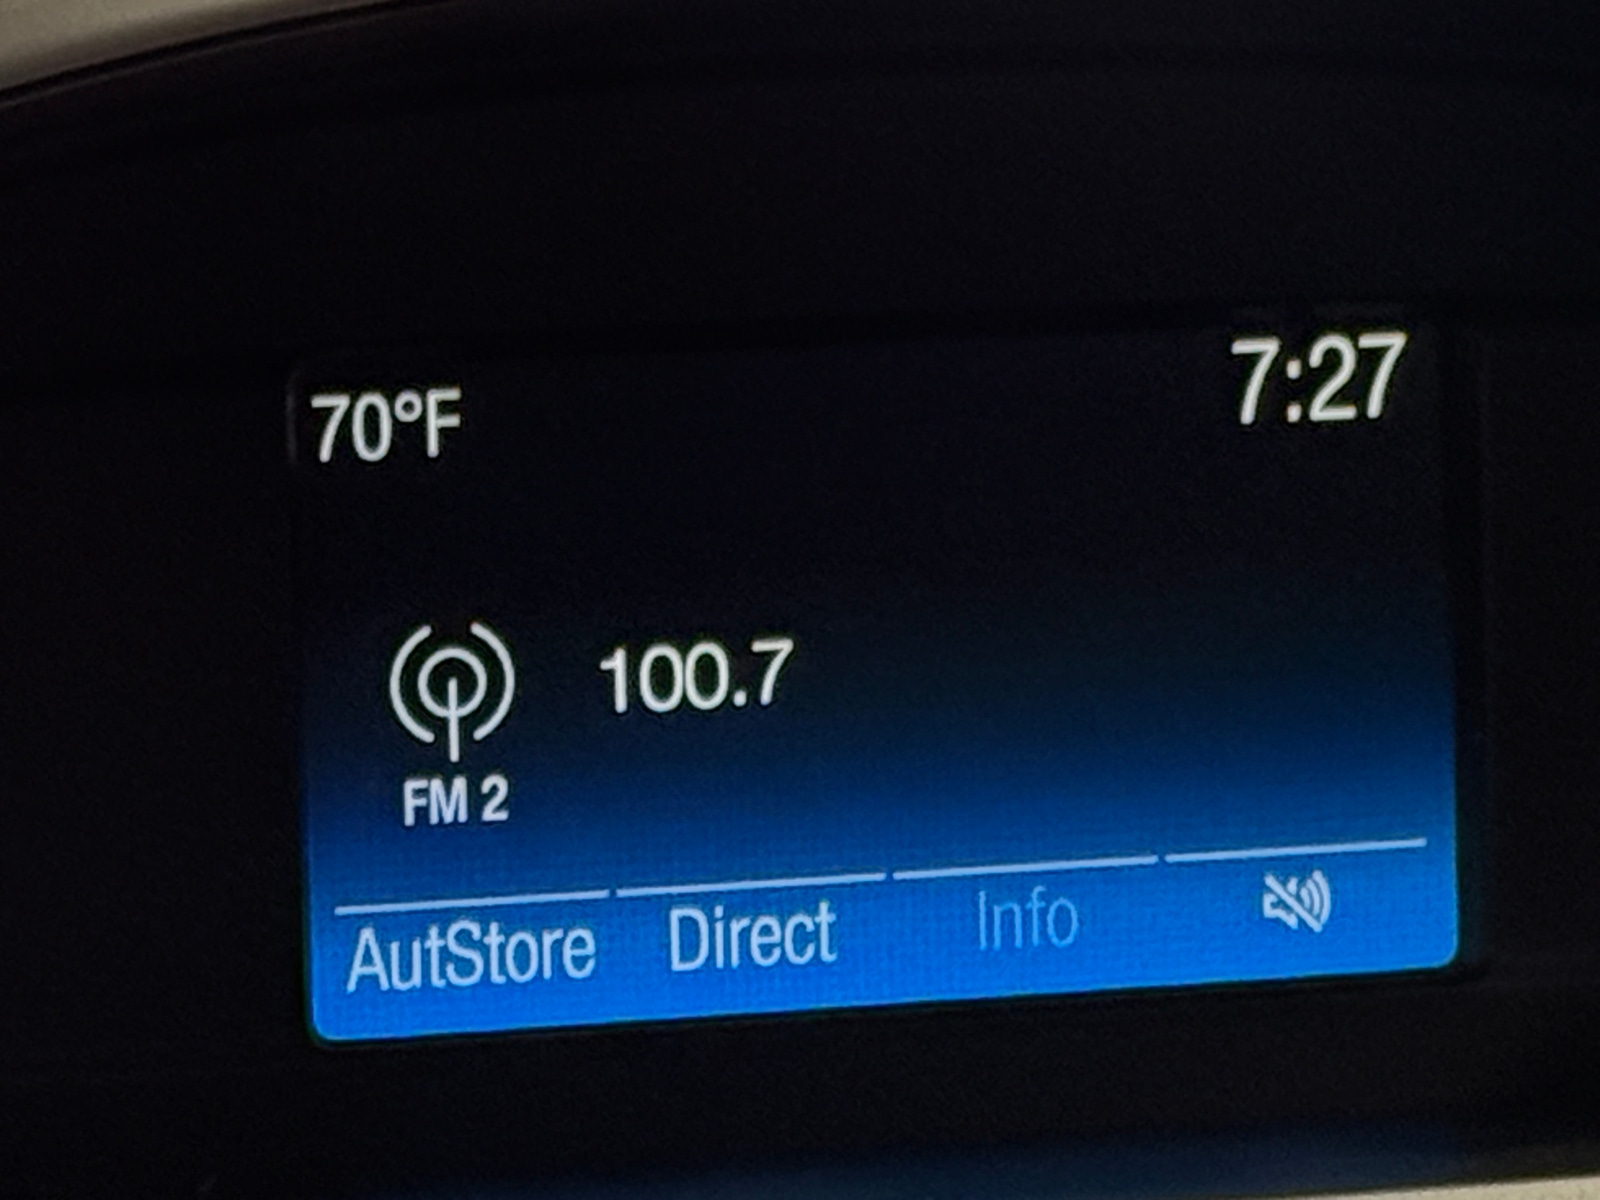 70°F 7:27
100.7
FM 2
AutStore Direct Info